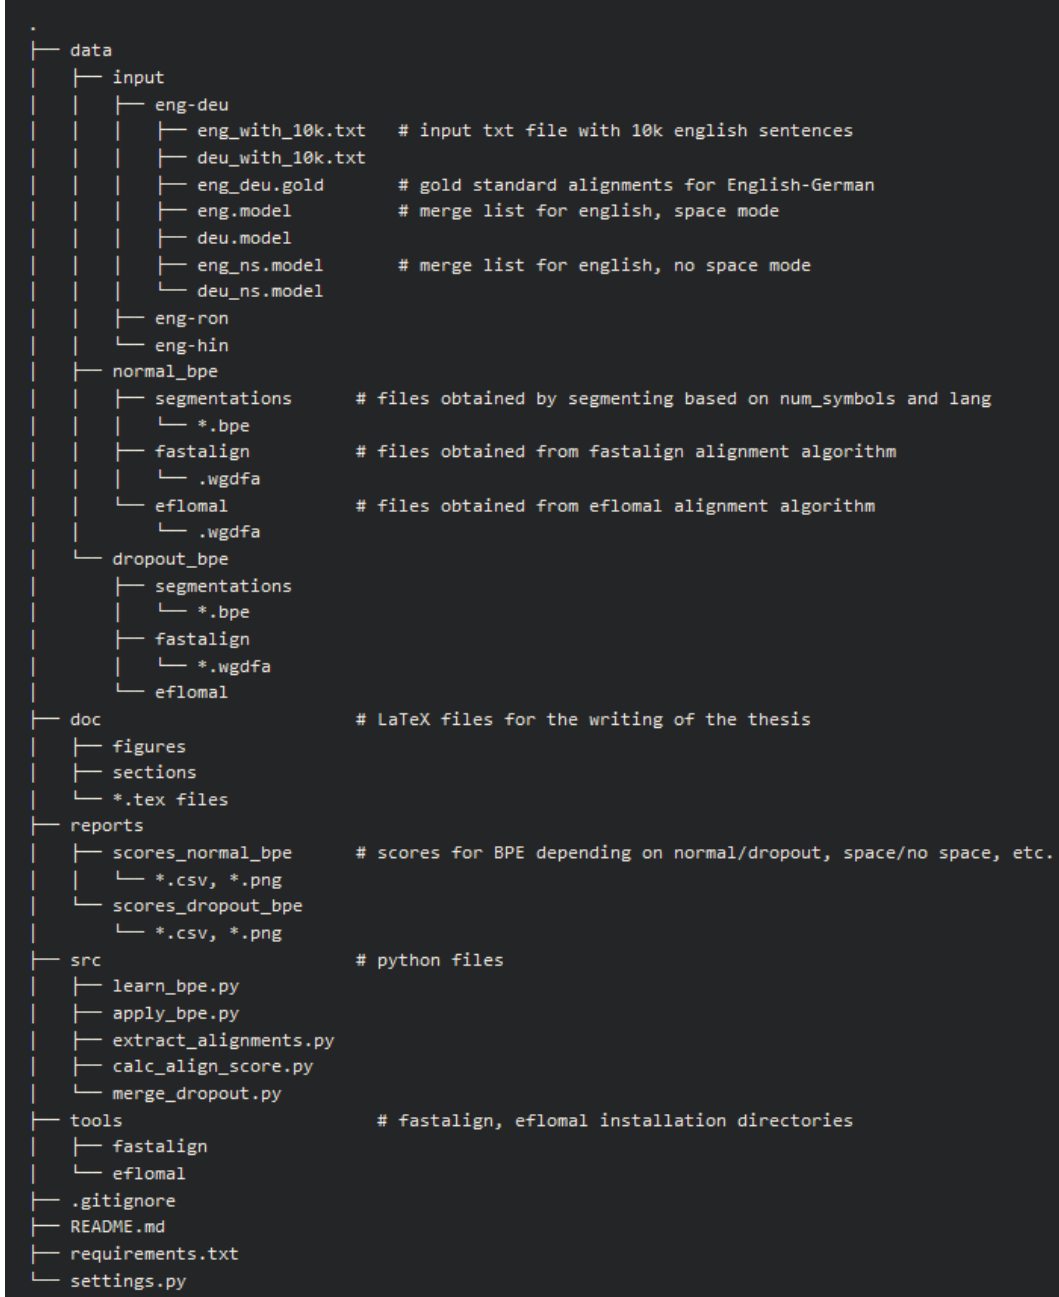 .
├── data
│   ├── input
│   │   ├── eng-deu
│   │   │   ├── eng_with_10k.txt   # input txt file with 10k english sentences
│   │   │   ├── deu_with_10k.txt
│   │   │   ├── eng_deu.gold       # gold standard alignments for English-German
│   │   │   ├── eng.model          # merge list for english, space mode
│   │   │   ├── deu.model
│   │   │   ├── eng_ns.model       # merge list for english, no space mode
│   │   │   └── deu_ns.model
│   │   ├── eng-ron
│   │   └── eng-hin
│   ├── normal_bpe
│   │   ├── segmentations      # files obtained by segmenting based on num_symbols and lang
│   │   │   └── *.bpe
│   │   ├── fastalign          # files obtained from fastalign alignment algorithm
│   │   │   └── .wgdfa
│   │   └── eflomal            # files obtained from eflomal alignment algorithm
│   │       └── .wgdfa
│   └── dropout_bpe
│       ├── segmentations
│       │   └── *.bpe
│       ├── fastalign
│       │   └── *.wgdfa
│       └── eflomal
├── doc                        # LaTeX files for the writing of the thesis
│   ├── figures
│   ├── sections
│   └── *.tex files
├── reports
│   ├── scores_normal_bpe      # scores for BPE depending on normal/dropout, space/no space, etc.
│   │   └── *.csv, *.png
│   └── scores_dropout_bpe
│       └── *.csv, *.png
├── src                        # python files
│   ├── learn_bpe.py
│   ├── apply_bpe.py
│   ├── extract_alignments.py
│   ├── calc_align_score.py
│   └── merge_dropout.py
├── tools                        # fastalign, eflomal installation directories
│   ├── fastalign
│   └── eflomal
├── .gitignore
├── README.md
├── requirements.txt
└── settings.py